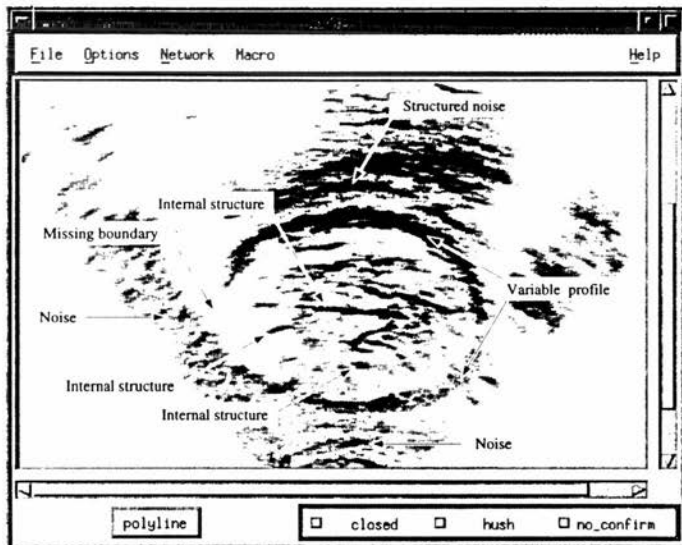 File Options Network Macro Help
Structured noise
Internal structure
Missing boundary
Variable profile
Noise
Internal structure
Internal structure
Noise
polyline
closed hush no_confirm